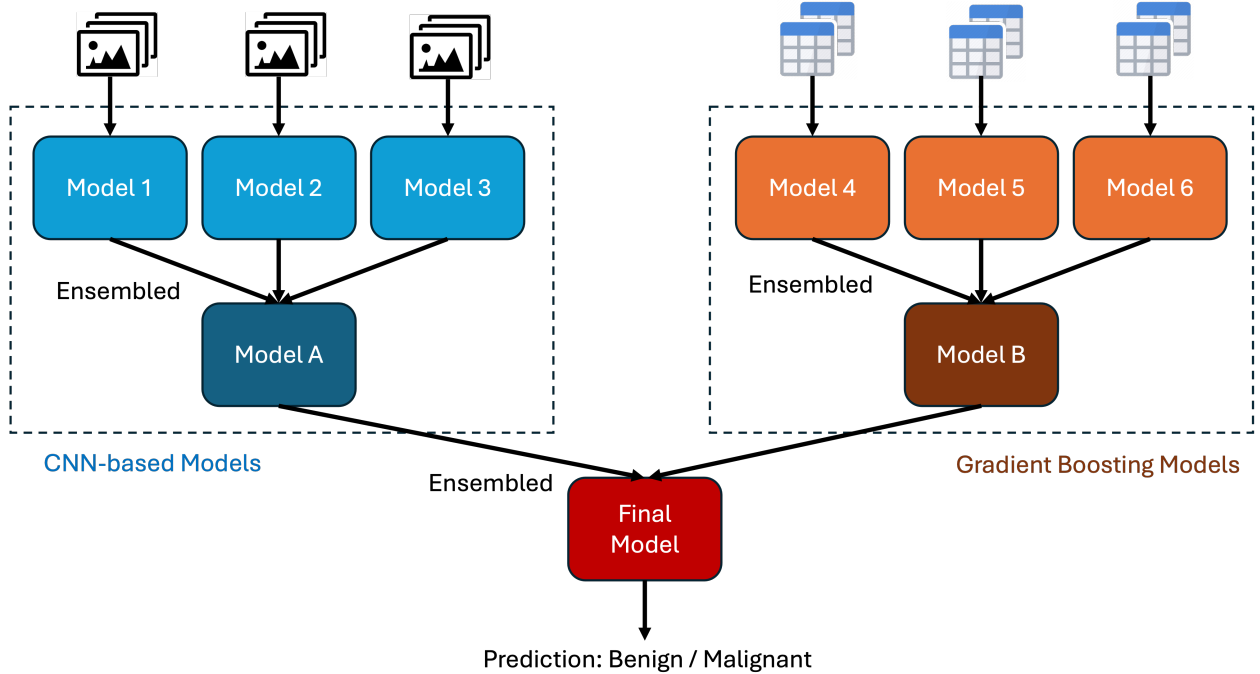 Model 1
Model 2
Model 3
Model 4
Model 5
Model 6
Ensembled
Ensembled
Model A
Model B
CNN-based Models
Gradient Boosting Models
Ensembled
Final
Model
Prediction: Benign / Malignant